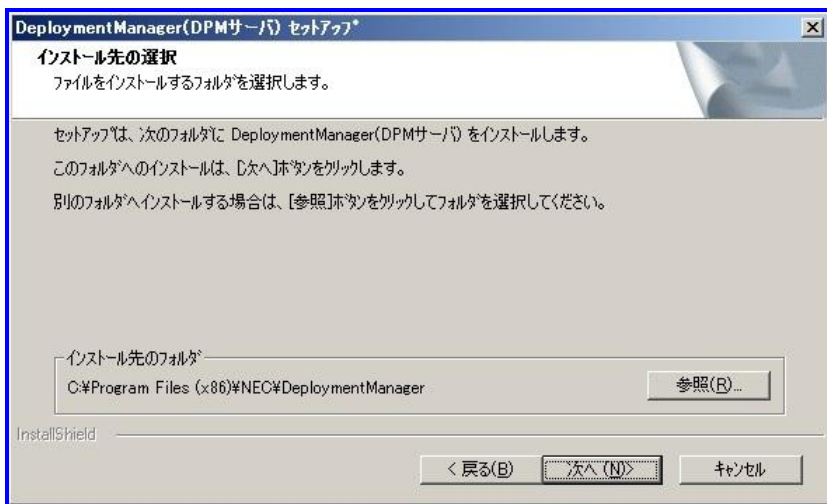 DeploymentManager(DPMサーバ) セットアップ
インストール先の選択
ファイルをインストールするフォルダを選択します。
セットアップは、次のフォルダに DeploymentManager(DPMサーバ) をインストールします。
このフォルダへのインストールは、[次へ]ボタンをクリックします。
別のフォルダへインストールする場合は、[参照]ボタンをクリックしてフォルダを選択してください。
インストール先のフォルダ
C:¥Program Files (x86)¥NEC¥DeploymentManager
参照(R)...
InstallShield
< 戻る(B)
次へ (N)>
キャンセル